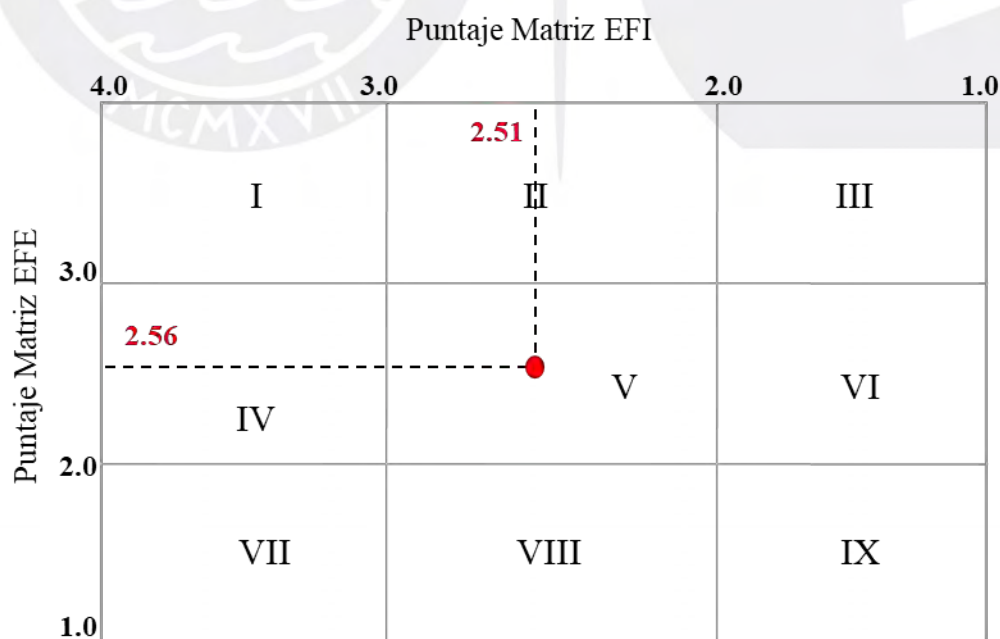 Puntaje Matriz EFI
4.0 3.0 2.0 1.0
MCMXVII
2.51
I II III
Puntaje Matriz EFE
3.0
2.56
IV V VI
2.0
VII VIII IX
1.0